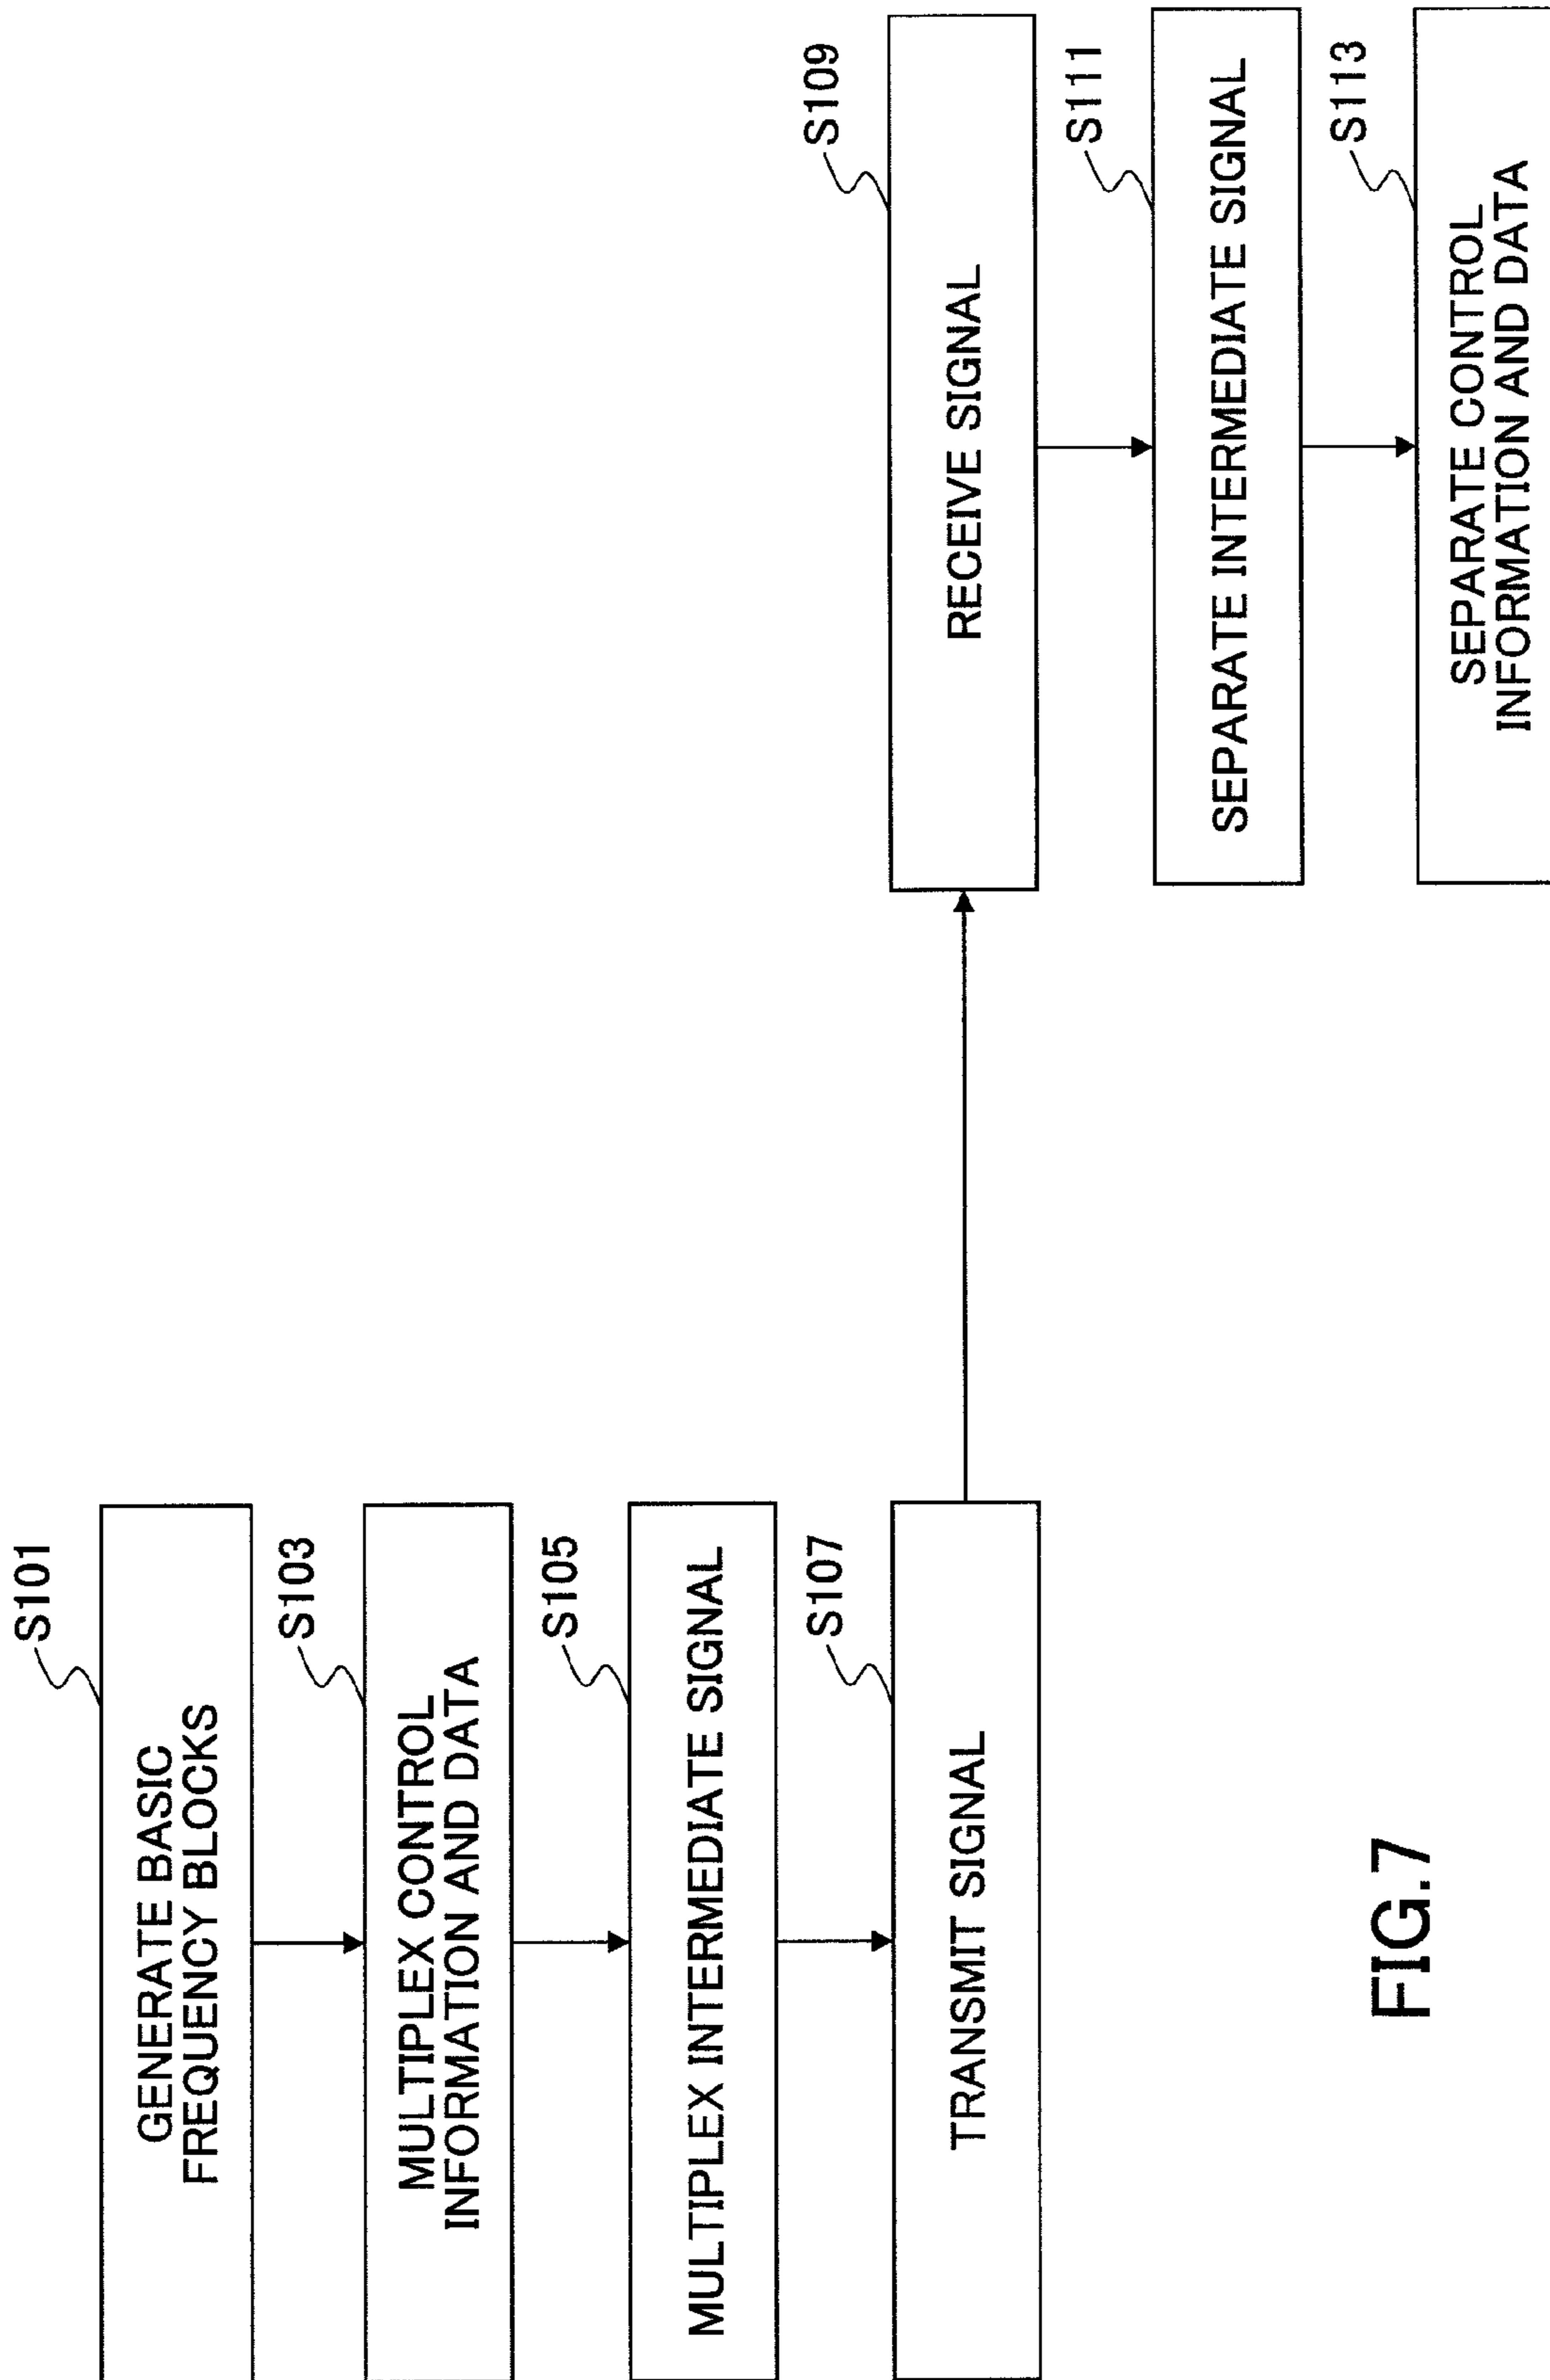 S101
GENERATE BASIC
FREQUENCY BLOCKS
S103
MULTIPLEX CONTROL
INFORMATION AND DATA
S105
MULTIPLEX INTERMEDIATE SIGNAL
S107
TRANSMIT SIGNAL
S109
RECEIVE SIGNAL
S111
SEPARATE INTERMEDIATE SIGNAL
S113
SEPARATE CONTROL
INFORMATION AND DATA
FIG.7